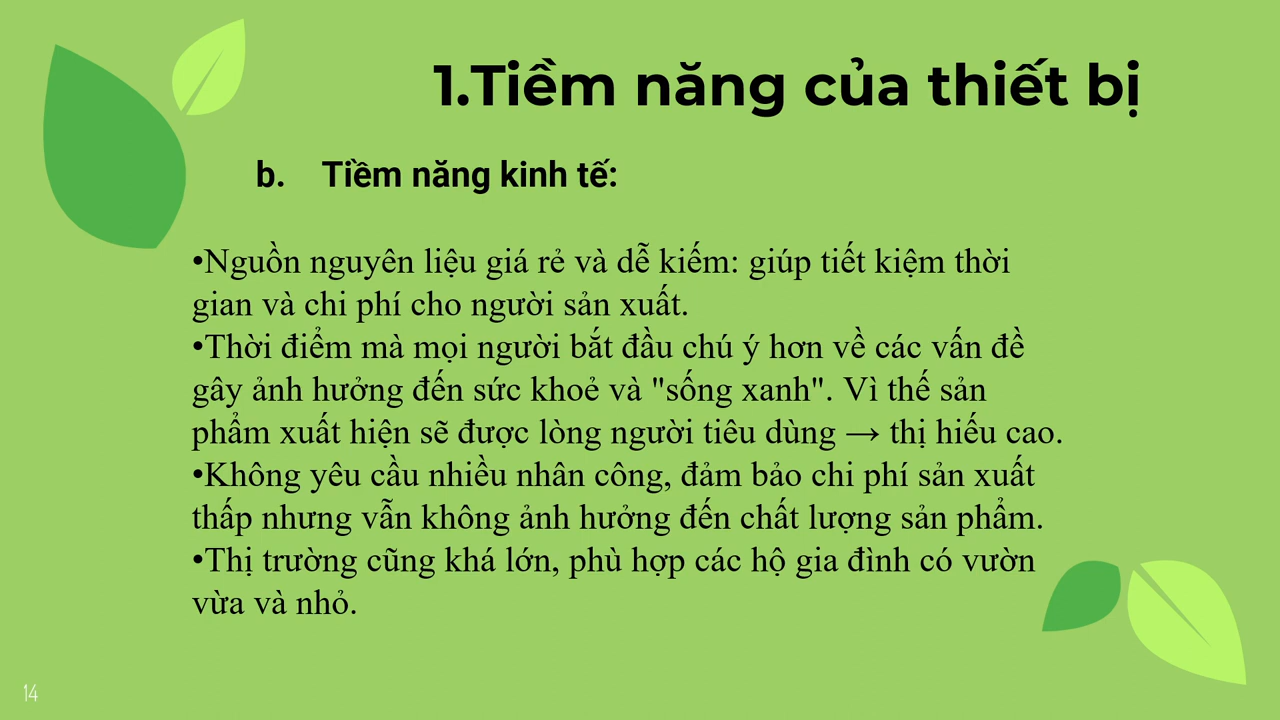 1.Tiềm năng của thiết bị
b. Tiềm năng kinh tế:
•Nguồn nguyên liệu giá rẻ và dễ kiếm: giúp tiết kiệm thời
gian và chi phí cho người sản xuất.
•Thời điểm mà mọi người bắt đầu chú ý hơn về các vấn đề
gây ảnh hưởng đến sức khoẻ và "sống xanh". Vì thế sản
phẩm xuất hiện sẽ được lòng người tiêu dùng → thị hiếu cao.
•Không yêu cầu nhiều nhân công, đảm bảo chi phí sản xuất
thấp nhưng vẫn không ảnh hưởng đến chất lượng sản phẩm.
•Thị trường cũng khá lớn, phù hợp các hộ gia đình có vườn
vừa và nhỏ.
14